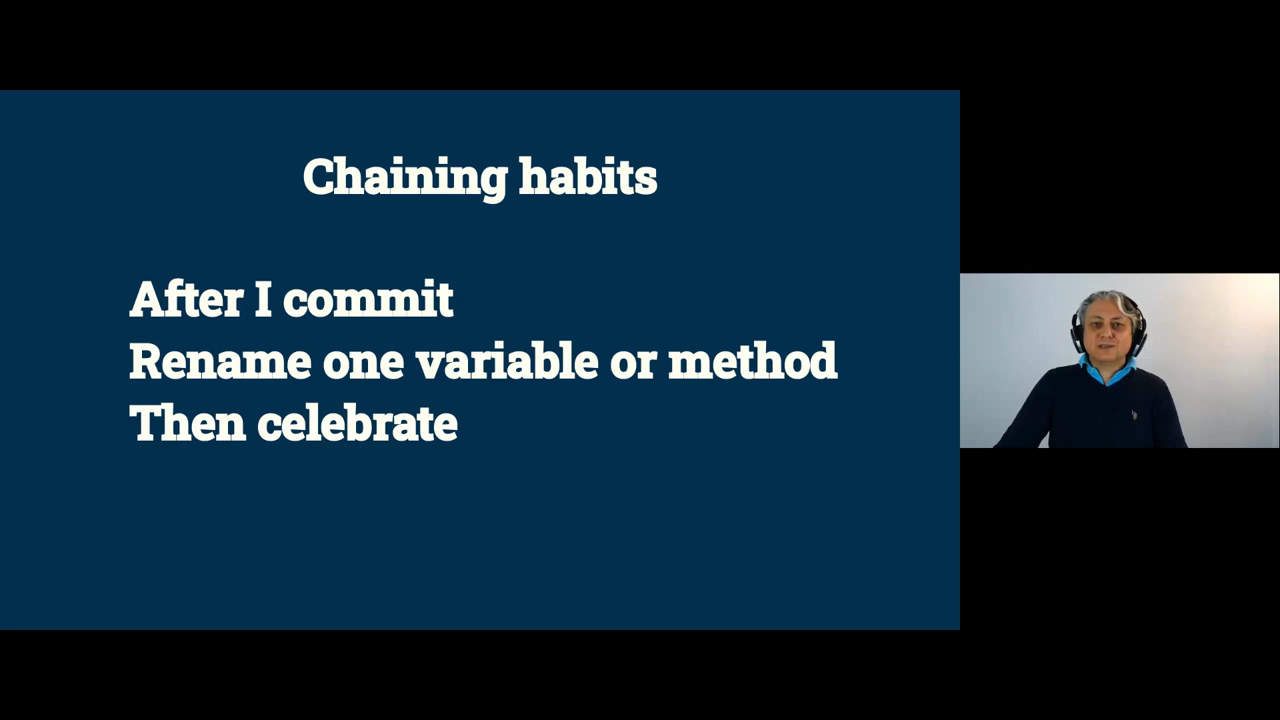 Chaining habits
After I commit
Rename one variable or method
Then celebrate